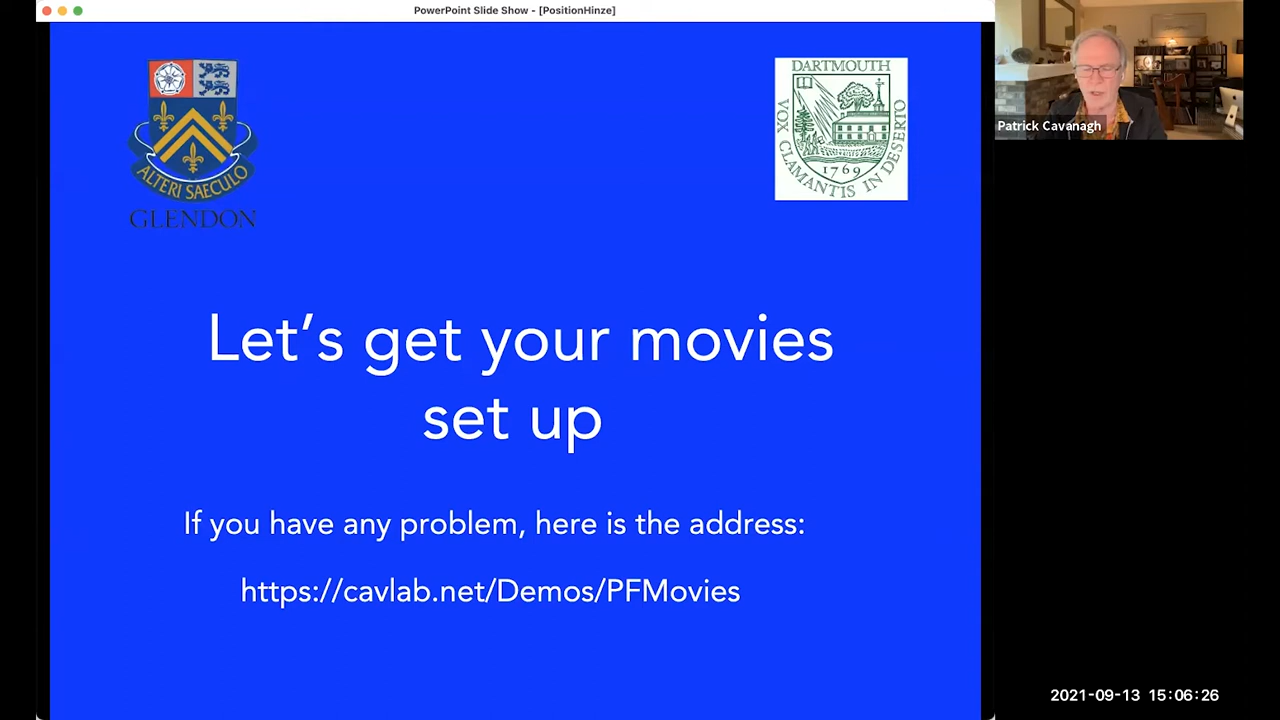 PowerPoint Slide Show - [PositionHinze]
ALTERI SAECULO
GLENDON
DARTMOUTH
VOX CLAMANTIS IN DESERTO
1769
Patrick Cavanagh
Let's get your movies
set up
If you have any problem, here is the address:
https://cavlab.net/Demos/PFMovies
2021-09-13 15:06:26